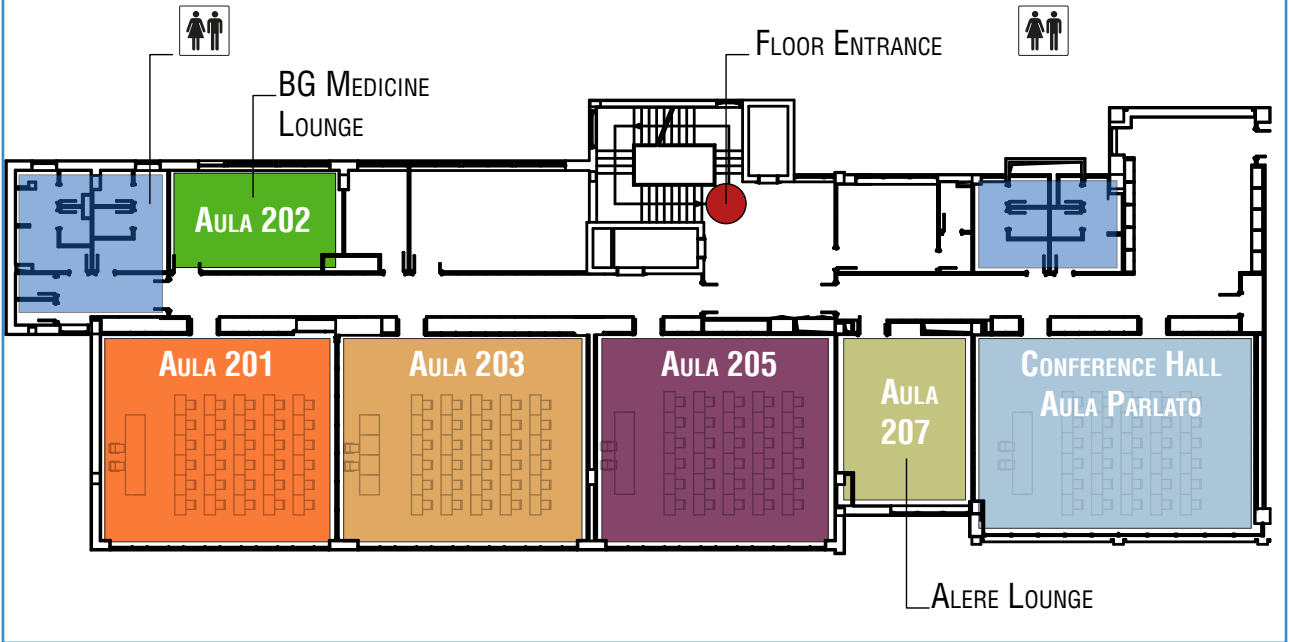 Floor Entrance
BG Medicine
Lounge
Aula 202
Aula 201
Aula 203
Aula 205
Aula
207
Conference Hall
Aula Parlato
Alere Lounge